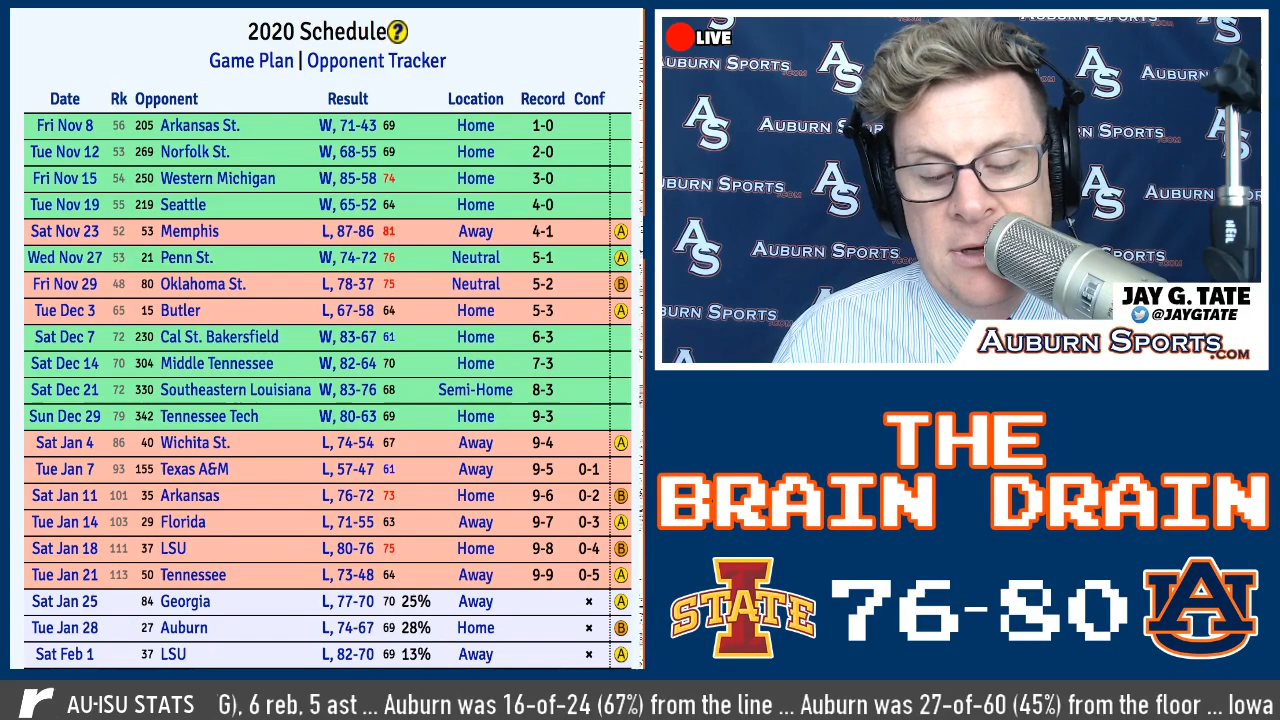 2020 Schedule?
Game Plan | Opponent Tracker
Date Rk Opponent Result Location Record Conf
Fri Nov 8 56 205 Arkansas St. W, 71-43 69 Home 1-0
Tue Nov 12 53 269 Norfolk St. W, 68-55 69 Home 2-0
Fri Nov 15 54 250 Western Michigan W, 85-58 74 Home 3-0
Tue Nov 19 55 219 Seattle W, 65-52 64 Home 4-0
Sat Nov 23 52 53 Memphis L, 87-86 81 Away 4-1 A
Wed Nov 27 53 21 Penn St. W, 74-72 76 Neutral 5-1 A
Fri Nov 29 48 80 Oklahoma St. L, 78-37 75 Neutral 5-2 B
Tue Dec 3 65 15 Butler L, 67-58 64 Home 5-3 A
Sat Dec 7 72 230 Cal St. Bakersfield W, 83-67 61 Home 6-3
Sat Dec 14 70 304 Middle Tennessee W, 82-64 70 Home 7-3
Sat Dec 21 72 330 Southeastern Louisiana W, 83-76 68 Semi-Home 8-3
Sun Dec 29 79 342 Tennessee Tech W, 80-63 69 Home 9-3
Sat Jan 4 86 40 Wichita St. L, 74-54 67 Away 9-4 A
Tue Jan 7 93 155 Texas A&M L, 57-47 61 Away 9-5 0-1
Sat Jan 11 101 35 Arkansas L, 76-72 73 Home 9-6 0-2 B
Tue Jan 14 103 29 Florida L, 71-55 63 Away 9-7 0-3 A
Sat Jan 18 111 37 LSU L, 80-76 75 Home 9-8 0-4 B
Tue Jan 21 113 50 Tennessee L, 73-48 64 Away 9-9 0-5 A
Sat Jan 25 84 Georgia L, 77-70 70 25% Away × A
Tue Jan 28 27 Auburn L, 74-67 69 28% Home × B
Sat Feb 1 37 LSU L, 82-70 69 13% Away × A
LIVE
AUBURN SPORTS
.COM
JAY G. TATE
@JAYGTATE
AUBURN SPORTS.COM
THE
BRAIN DRAIN
I STATE 76-80 AU
r AU-ISU STATS G), 6 reb, 5 ast ... Auburn was 16-of-24 (67%) from the line ... Auburn was 27-of-60 (45%) from the floor ... Iowa